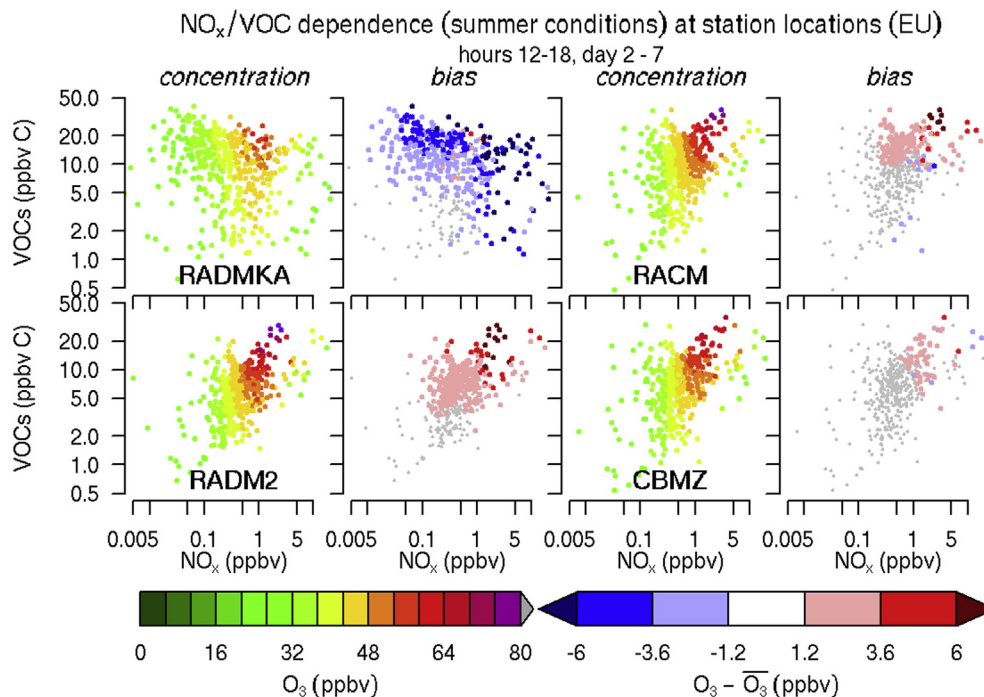 NOx/VOC dependence (summer conditions) at station locations (EU)
hours 12-18, day 2 - 7
concentration bias concentration bias
VOCs (ppbv C)
50.0
20.0
10.0
5.0
2.0
1.0
0.5
RADMKA
RACM
VOCs (ppbv C)
50.0
20.0
10.0
5.0
2.0
1.0
0.5
RADM2
CBMZ
0.005 0.1 1 5 0.005 0.1 1 5 0.005 0.1 1 5 0.005 0.1 1 5
NOx (ppbv) NOx (ppbv) NOx (ppbv) NOx (ppbv)
0 16 32 48 64 80
O3 (ppbv)
-6 -3.6 -1.2 1.2 3.6 6
O3 − O̅3̅ (ppbv)